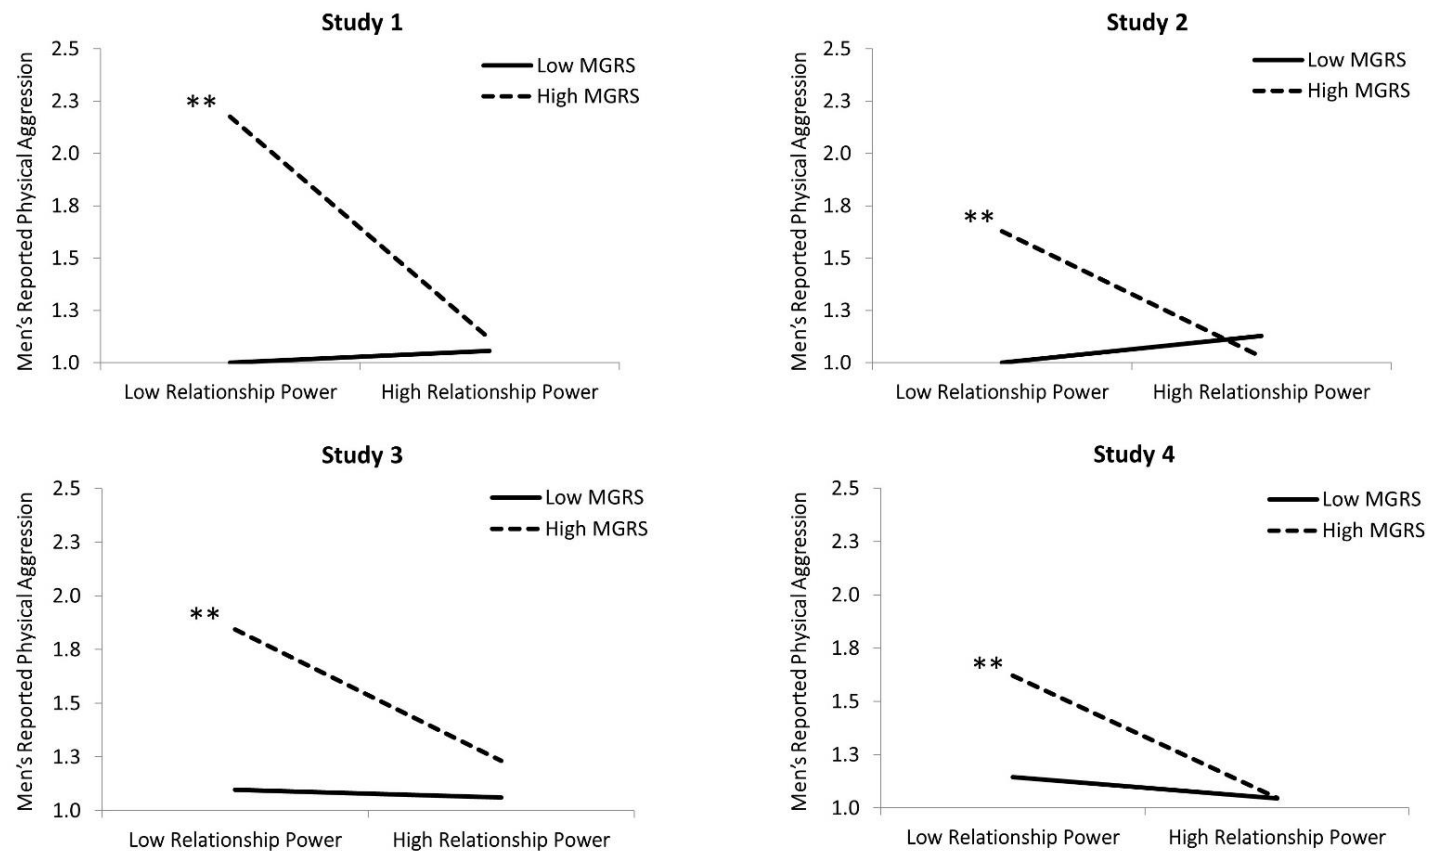 Study 1
Men's Reported Physical Aggression
2.5
2.3
2.0
1.8
1.5
1.3
1.0
**
Low MGRS
High MGRS
Low Relationship Power
High Relationship Power
Study 2
Men's Reported Physical Aggression
2.5
2.3
2.0
1.8
1.5
1.3
1.0
**
Low MGRS
High MGRS
Low Relationship Power
High Relationship Power
Study 3
Men's Reported Physical Aggression
2.5
2.3
2.0
1.8
1.5
1.3
1.0
**
Low MGRS
High MGRS
Low Relationship Power
High Relationship Power
Study 4
Men's Reported Physical Aggression
2.5
2.3
2.0
1.8
1.5
1.3
1.0
**
Low MGRS
High MGRS
Low Relationship Power
High Relationship Power